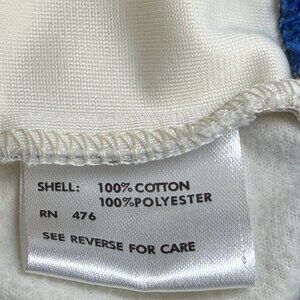 SHELL: 100% COTTON
100% POLYESTER
RN 476
SEE REVERSE FOR CARE